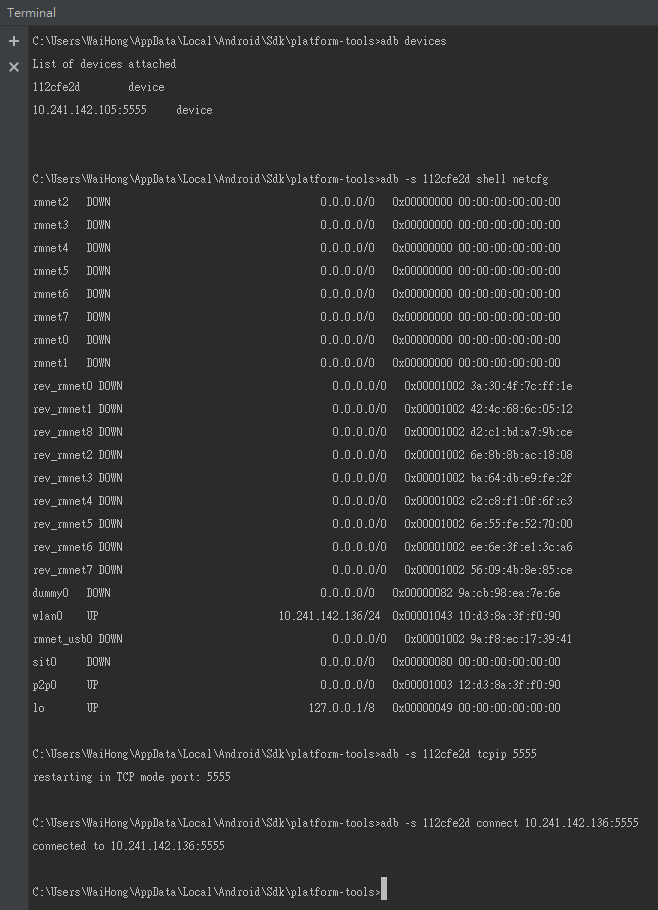 Terminal
C:\Users\WaiHong\AppData\Local\Android\Sdk\platform-tools>adb devices
List of devices attached
112cfe2d        device
10.241.142.105:5555     device
C:\Users\WaiHong\AppData\Local\Android\Sdk\platform-tools>adb -s 112cfe2d shell netcfg
rmnet2   DOWN                                   0.0.0.0/0   0x00000000 00:00:00:00:00:00
rmnet3   DOWN                                   0.0.0.0/0   0x00000000 00:00:00:00:00:00
rmnet4   DOWN                                   0.0.0.0/0   0x00000000 00:00:00:00:00:00
rmnet5   DOWN                                   0.0.0.0/0   0x00000000 00:00:00:00:00:00
rmnet6   DOWN                                   0.0.0.0/0   0x00000000 00:00:00:00:00:00
rmnet7   DOWN                                   0.0.0.0/0   0x00000000 00:00:00:00:00:00
rmnet0   DOWN                                   0.0.0.0/0   0x00000000 00:00:00:00:00:00
rmnet1   DOWN                                   0.0.0.0/0   0x00000000 00:00:00:00:00:00
rev_rmnet0 DOWN                                   0.0.0.0/0   0x00001002 3a:30:4f:7c:ff:1e
rev_rmnet1 DOWN                                   0.0.0.0/0   0x00001002 42:4c:68:6c:05:12
rev_rmnet8 DOWN                                   0.0.0.0/0   0x00001002 d2:c1:bd:a7:9b:ce
rev_rmnet2 DOWN                                   0.0.0.0/0   0x00001002 6e:8b:8b:ac:18:08
rev_rmnet3 DOWN                                   0.0.0.0/0   0x00001002 ba:64:db:e9:fe:2f
rev_rmnet4 DOWN                                   0.0.0.0/0   0x00001002 c2:c8:f1:0f:6f:c3
rev_rmnet5 DOWN                                   0.0.0.0/0   0x00001002 6e:55:fe:52:70:00
rev_rmnet6 DOWN                                   0.0.0.0/0   0x00001002 ee:6e:3f:e1:3c:a6
rev_rmnet7 DOWN                                   0.0.0.0/0   0x00001002 56:09:4b:8e:85:ce
dummy0   DOWN                                   0.0.0.0/0   0x00000082 9a:cb:98:ea:7e:6e
wlan0    UP                              10.241.142.136/24  0x00001043 10:d3:8a:3f:f0:90
rmnet_usb0 DOWN                                   0.0.0.0/0   0x00001002 9a:f8:ec:17:39:41
sit0     DOWN                                   0.0.0.0/0   0x00000080 00:00:00:00:00:00
p2p0     UP                                     0.0.0.0/0   0x00001003 12:d3:8a:3f:f0:90
lo       UP                                   127.0.0.1/8   0x00000049 00:00:00:00:00:00
C:\Users\WaiHong\AppData\Local\Android\Sdk\platform-tools>adb -s 112cfe2d tcpip 5555
restarting in TCP mode port: 5555
C:\Users\WaiHong\AppData\Local\Android\Sdk\platform-tools>adb -s 112cfe2d connect 10.241.142.136:5555
connected to 10.241.142.136:5555
C:\Users\WaiHong\AppData\Local\Android\Sdk\platform-tools>